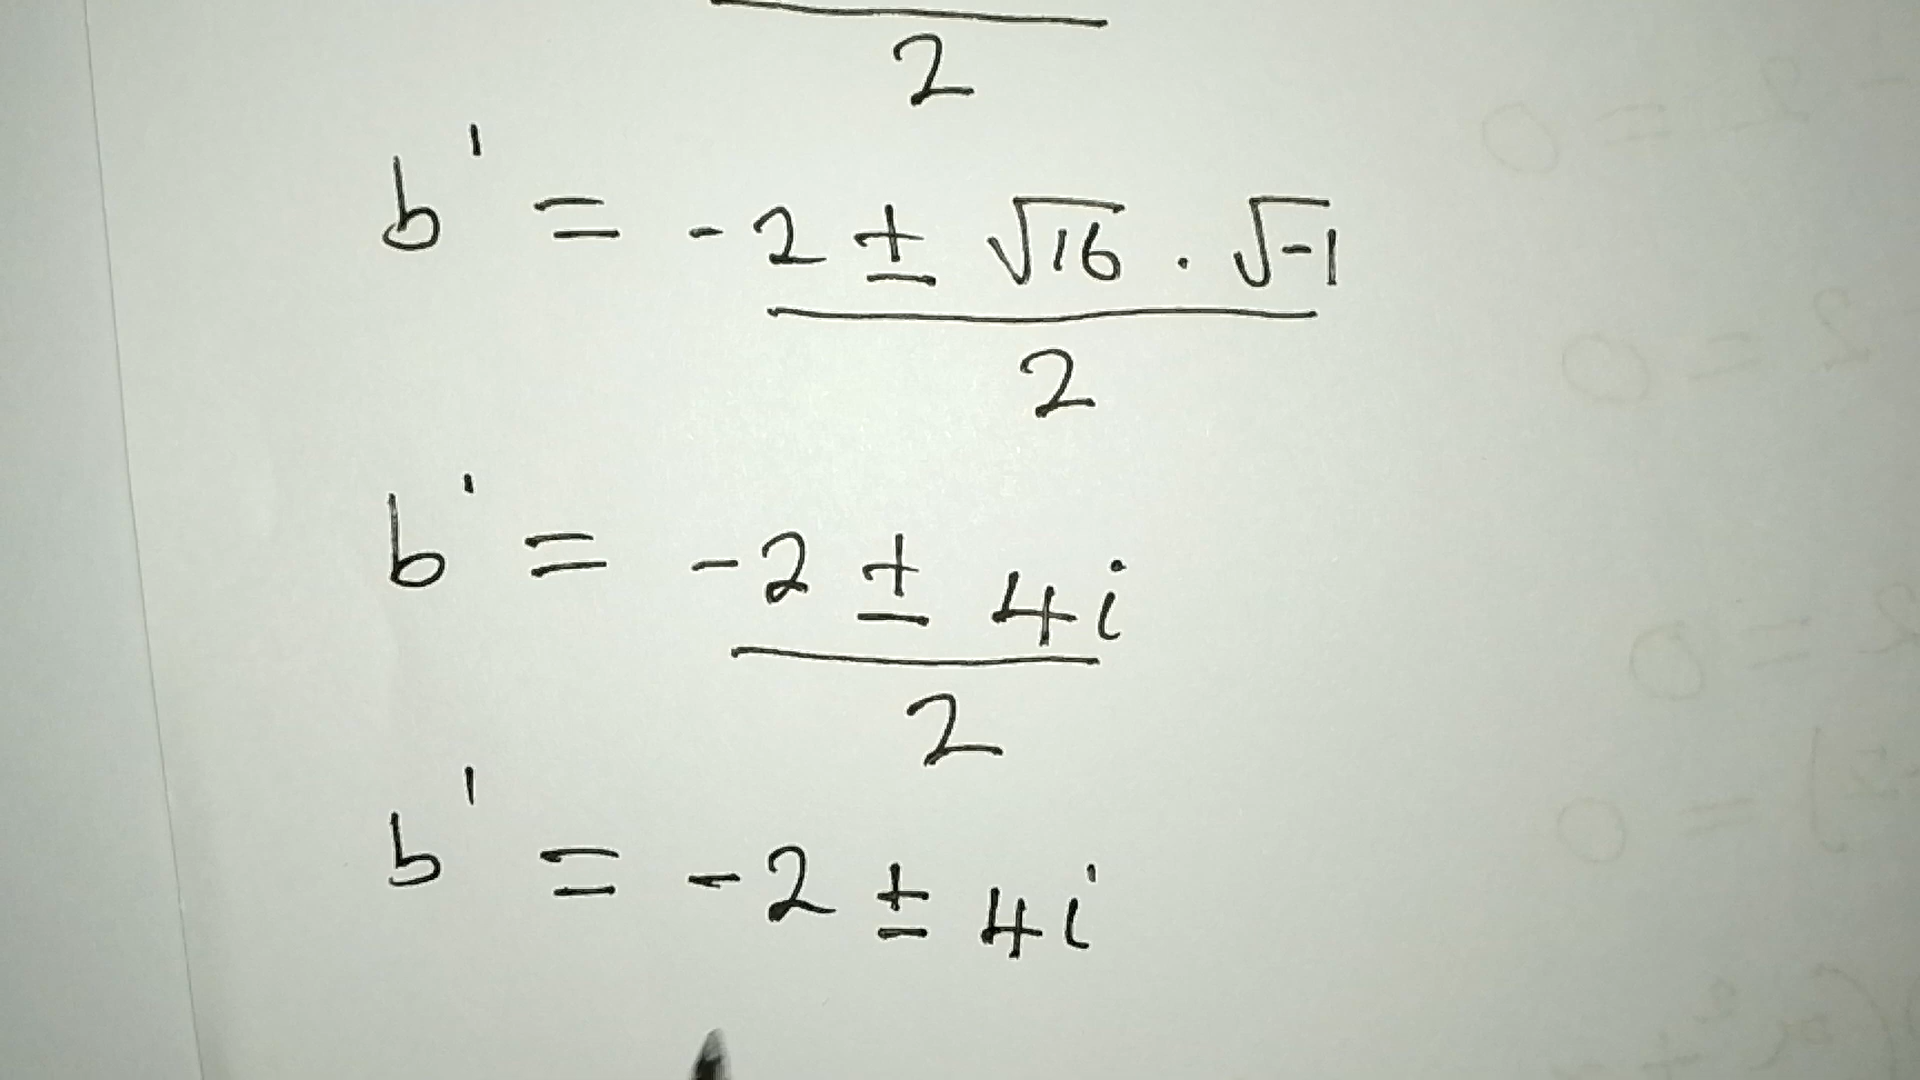 2
b' = -2 ± √16 . √-1
2
b' = -2 ± 4i
2
b' = -2 ± 4i